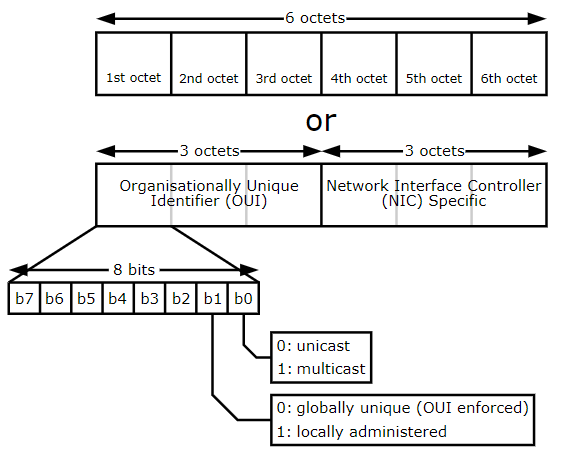 6 octets
1st octet 2nd octet 3rd octet 4th octet 5th octet 6th octet
or
3 octets 3 octets
Organisationally Unique
Identifier (OUI)
Network Interface Controller
(NIC) Specific
8 bits
b7 b6 b5 b4 b3 b2 b1 b0
0: unicast
1: multicast
0: globally unique (OUI enforced)
1: locally administered